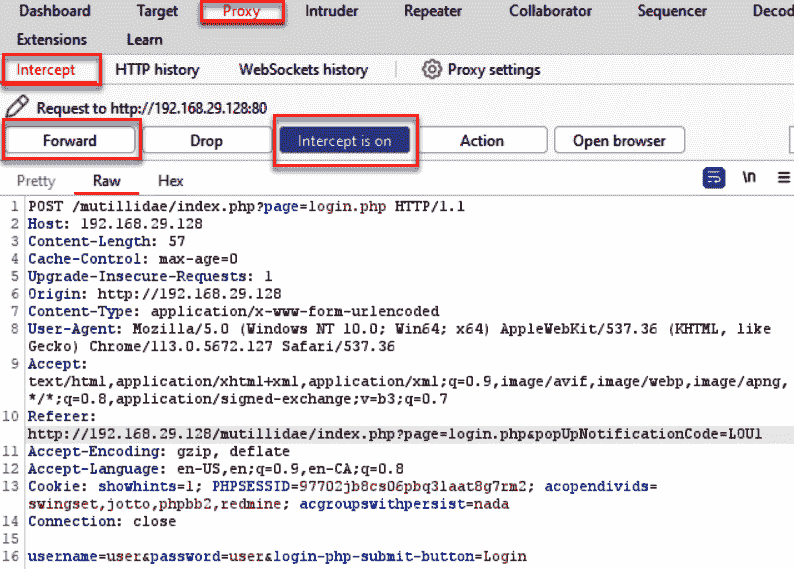 Dashboard Target Proxy Intruder Repeater Collaborator Sequencer Decod
Extensions Learn
Intercept HTTP history WebSockets history Proxy settings
Request to http://192.168.29.128:80
Forward Drop Intercept is on Action Open browser
Pretty Raw Hex \n
1 POST /mutillidae/index.php?page=login.php HTTP/1.1
2 Host: 192.168.29.128
3 Content-Length: 57
4 Cache-Control: max-age=0
5 Upgrade-Insecure-Requests: 1
6 Origin: http://192.168.29.128
7 Content-Type: application/x-www-form-urlencoded
8 User-Agent: Mozilla/5.0 (Windows NT 10.0; Win64; x64) AppleWebKit/537.36 (KHTML, like
Gecko) Chrome/113.0.5672.127 Safari/537.36
9 Accept:
text/html,application/xhtml+xml,application/xml;q=0.9,image/avif,image/webp,image/apng,
*/*;q=0.8,application/signed-exchange;v=b3;q=0.7
10 Referer:
http://192.168.29.128/mutillidae/index.php?page=login.php&popUpNotificationCode=LOU1
11 Accept-Encoding: gzip, deflate
12 Accept-Language: en-US,en;q=0.9,en-CA;q=0.8
13 Cookie: showhints=1; PHPSESSID=97702jb8cs06pbq31aat8g7rm2; acopendivids=
swingset,jotto,phpbb2,redmine; acgroupswithpersist=nada
14 Connection: close
15
16 username=user&password=user&login-php-submit-button=Login